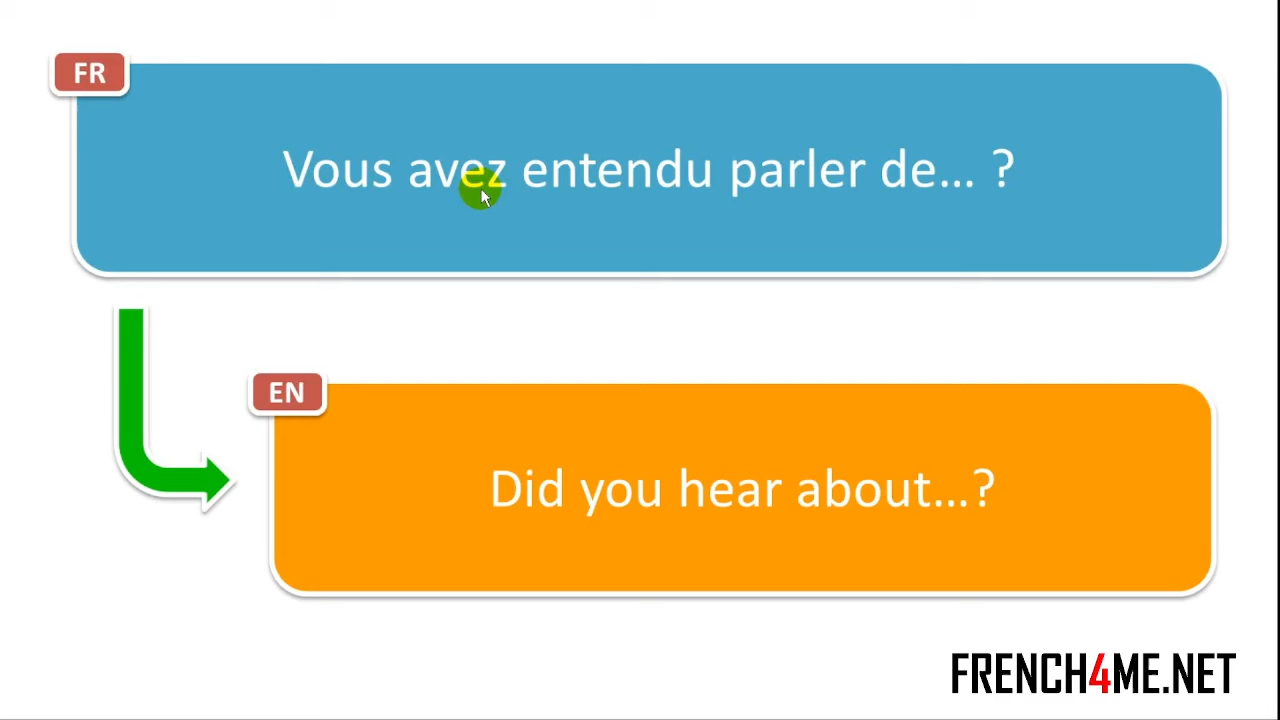 FR
Vous avez entendu parler de... ?
EN
Did you hear about...?
FRENCH4ME.NET